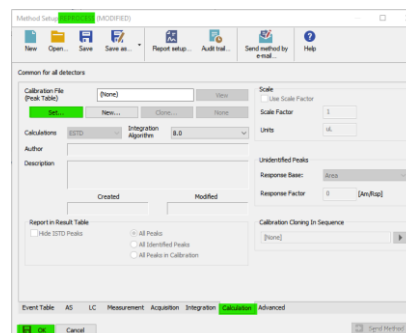 Method Setup REPROCESS (MODIFIED)
New Open... Save Save as... Report setup... Audit trail... Send method by e-mail... Help
Common for all detectors
Calibration File (Peak Table) (None) View
Set... New... Clone... None
Calculations ESTD Integration Algorithm 8.0
Author
Description
Created Modified
Report in Result Table
Hide ISTD Peaks All Peaks
All Identified Peaks
All Peaks in Calibration
Scale
Use Scale Factor
Scale Factor 1
Units uL
Unidentified Peaks
Response Base: Area
Response Factor 0 [Am/Rsp]
Calibration Cloning In Sequence
[None]
Event Table AS LC Measurement Acquisition Integration Calculation Advanced
OK Cancel Send Method